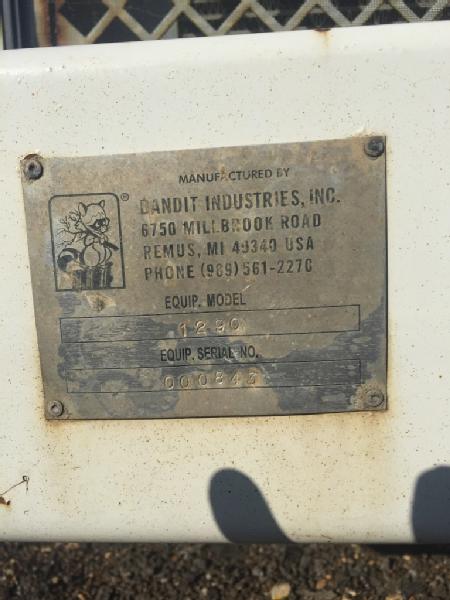 MANUFACTURED BY
®
BANDIT INDUSTRIES, INC.
6750 MILLBROOK ROAD
REMUS, MI 49340 USA
PHONE (989) 561-2270
EQUIP. MODEL
1290
EQUIP. SERIAL NO.
000843